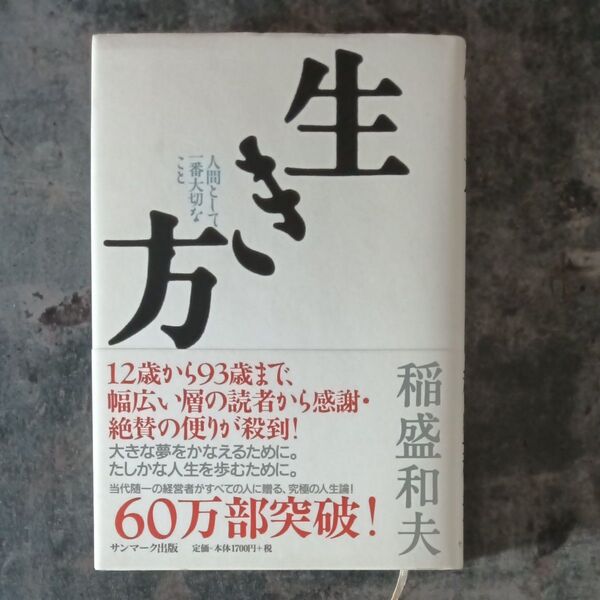 生き方
人間として
一番大切な
こと
稲盛和夫
12歳から93歳まで、
幅広い層の読者から感謝・
絶賛の便りが殺到!
大きな夢をかなえるために。
たしかな人生を歩むために。
当代随一の経営者がすべての人に贈る、究極の人生論!
60万部突破!
サンマーク出版 定価=本体1700円+税